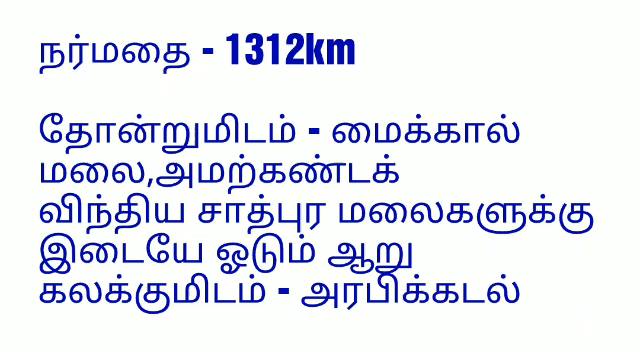 நர்மதை - 1312km
தோன்றுமிடம் - மைக்கால்
மலை,அமற்கண்டக்
விந்திய சாத்புர மலைகளுக்கு
இடையே ஓடும் ஆறு
கலக்குமிடம் - அரபிக்கடல்